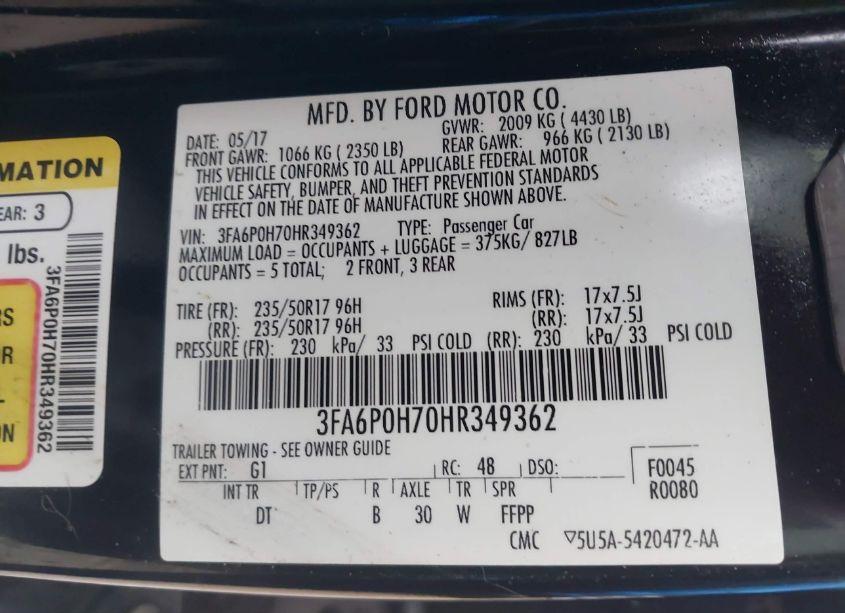 MATION
EAR: 3
lbs.
RS
OR
L
ON
3FA6P0H70HR349362
MFD. BY FORD MOTOR CO.
DATE: 05/17 GVWR: 2009 KG ( 4430 LB)
FRONT GAWR: 1066 KG ( 2350 LB) REAR GAWR: 966 KG ( 2130 LB)
THIS VEHICLE CONFORMS TO ALL APPLICABLE FEDERAL MOTOR
VEHICLE SAFETY, BUMPER, AND THEFT PREVENTION STANDARDS
IN EFFECT ON THE DATE OF MANUFACTURE SHOWN ABOVE.
VIN: 3FA6P0H70HR349362 TYPE: Passenger Car
MAXIMUM LOAD = OCCUPANTS + LUGGAGE = 375KG/ 827LB
OCCUPANTS = 5 TOTAL; 2 FRONT, 3 REAR
TIRE (FR): 235/50R17 96H RIMS (FR): 17x7.5J
(RR): 235/50R17 96H (RR): 17x7.5J
PRESSURE (FR): 230 kPa/ 33 PSI COLD (RR): 230 kPa/ 33 PSI COLD
3FA6P0H70HR349362
TRAILER TOWING - SEE OWNER GUIDE
EXT PNT: G1 RC: 48 DSO: F0045
INT TR TP/PS R AXLE TR SPR R0080
DT B 30 W FFPP
CMC ▽5U5A-5420472-AA